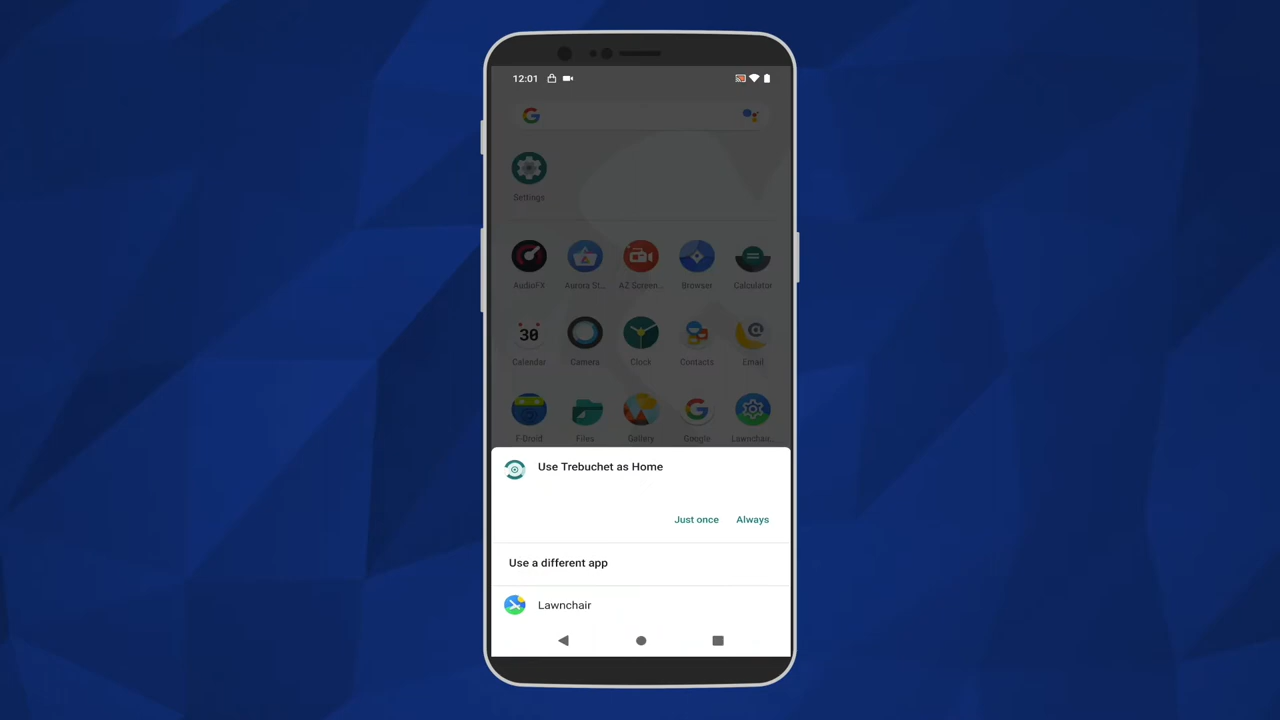 12:01
Settings
AudioFX
Aurora St...
AZ Screen...
Browser
Calculator
30
Calendar
Camera
Clock
Contacts
Email
F-Droid
Files
Gallery
Google
Lawnchair...
Use Trebuchet as Home
Just once
Always
Use a different app
Lawnchair